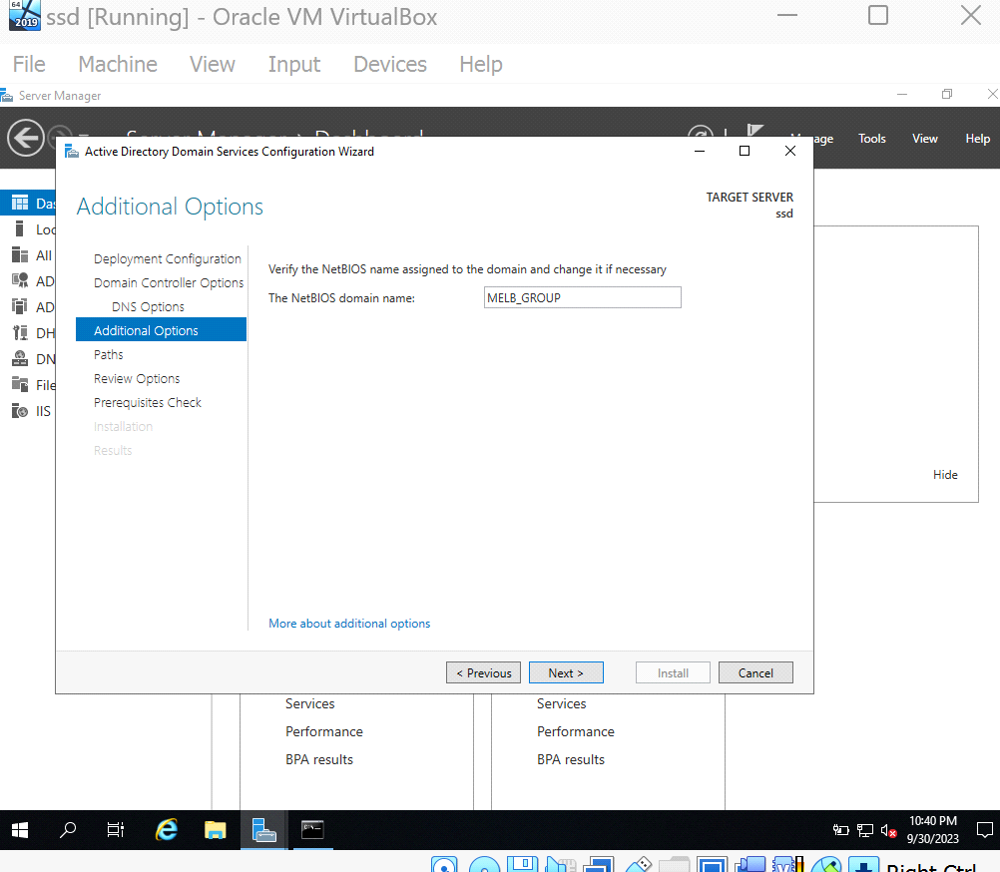 64
2019
ssd [Running] - Oracle VM VirtualBox
File Machine View Input Devices Help
Server Manager
Server Manager Dashboard
Tools View Help
Active Directory Domain Services Configuration Wizard
Additional Options
TARGET SERVER
ssd
Deployment Configuration
Domain Controller Options
DNS Options
Additional Options
Paths
Review Options
Prerequisites Check
Installation
Results
Verify the NetBIOS name assigned to the domain and change it if necessary
The NetBIOS domain name: MELB_GROUP
More about additional options
< Previous Next > Install Cancel
Das
Loc
All
AD
AD
DH
DN
File
IIS
Hide
Services Services
Performance Performance
BPA results BPA results
10:40 PM
9/30/2023
Right Ctrl